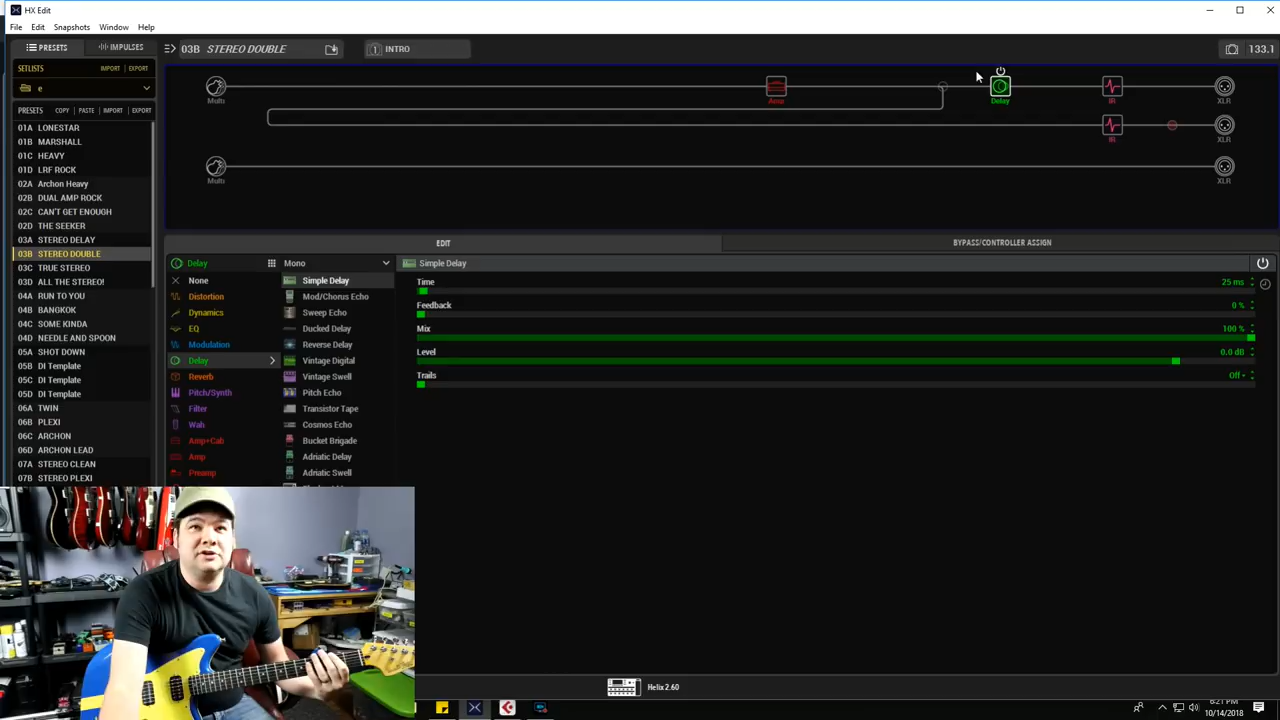 HX Edit
File Edit Snapshots Window Help
PRESETS IMPULSES
03B STEREO DOUBLE
1 INTRO
133.1
SETLISTS IMPORT EXPORT
e
PRESETS COPY PASTE IMPORT EXPORT
01A LONESTAR
01B MARSHALL
01C HEAVY
01D LRF ROCK
02A Archon Heavy
02B DUAL AMP ROCK
02C CAN'T GET ENOUGH
02D THE SEEKER
03A STEREO DELAY
03B STEREO DOUBLE
03C TRUE STEREO
03D ALL THE STEREO!
04A RUN TO YOU
04B BANGKOK
04C SOME KINDA
04D NEEDLE AND SPOON
05A SHOT DOWN
05B DI Template
05C DI Template
05D DI Template
06A TWIN
06B PLEXI
06C ARCHON
06D ARCHON LEAD
07A STEREO CLEAN
07B STEREO PLEXI
Multi Amp Delay IR XLR
IR XLR
Multi XLR
EDIT BYPASS/CONTROLLER ASSIGN
Delay Mono
None
Distortion
Dynamics
EQ
Modulation
Delay
Reverb
Pitch/Synth
Filter
Wah
Amp+Cab
Amp
Preamp
Simple Delay
Mod/Chorus Echo
Sweep Echo
Ducked Delay
Reverse Delay
Vintage Digital
Vintage Swell
Pitch Echo
Transistor Tape
Cosmos Echo
Bucket Brigade
Adriatic Delay
Adriatic Swell
Simple Delay
Time 25 ms
Feedback 0 %
Mix 100 %
Level 0.0 dB
Trails Off
Helix 2.60
6:21 PM
10/14/2018